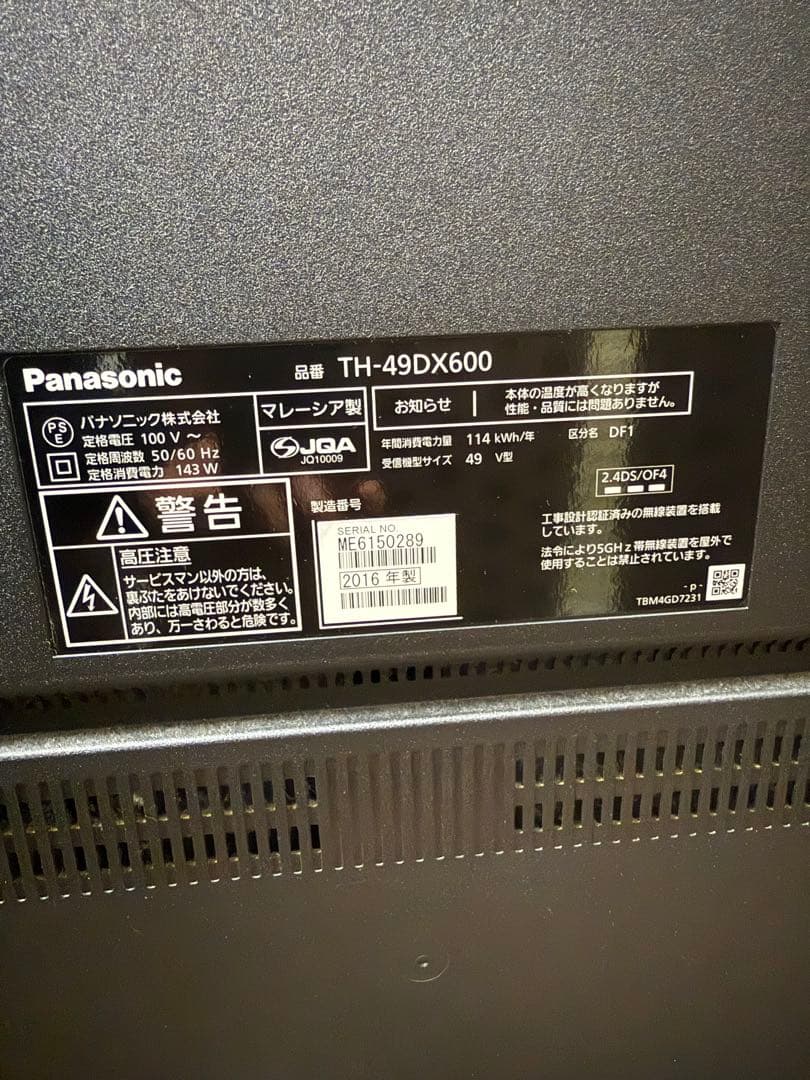 Panasonic
品番 TH-49DX600
PS
E
パナソニック株式会社
定格電圧 100 V ～
定格周波数 50/60 Hz
定格消費電力 143 W
マレーシア製
JQA
JQ10009
お知らせ
本体の温度が高くなりますが
性能・品質には問題ありません。
年間消費電力量 114 kWh/年 区分名 DF1
受信機型サイズ 49 V型
2.4DS/OF4
警告
高圧注意
サービスマン以外の方は、
裏ぶたをあけないでください。
内部には高電圧部分が数多く
あり、万一さわると危険です。
製造番号
SERIAL NO.
ME6150289
2016 年製
工事設計認証済みの無線装置を搭載
しています。
法令により5GHz帯無線装置を屋外で
使用することは禁止されています。
- p -
TBM4GD7231